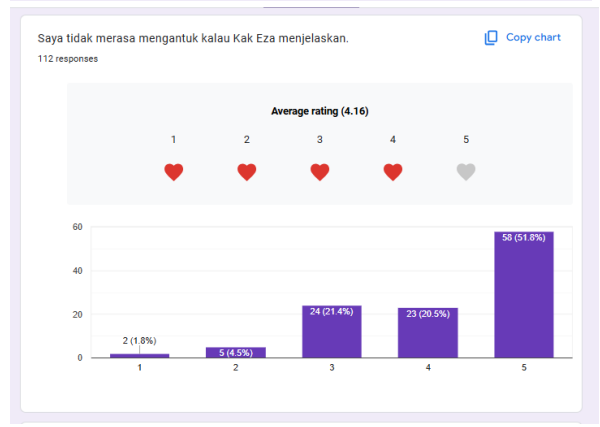 Saya tidak merasa mengantuk kalau Kak Eza menjelaskan.
Copy chart
112 responses
Average rating (4.16)
1 2 3 4 5
60
40
20
0
2 (1.8%)
5 (4.5%)
24 (21.4%)
23 (20.5%)
58 (51.8%)
1 2 3 4 5